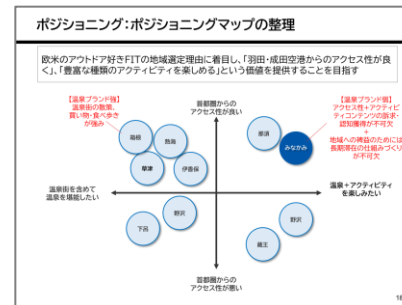 ポジショニング：ポジショニングマップの整理
欧米のアウトドア好きFITの地域選定理由に着目し、「羽田・成田空港からのアクセス性が良
く」、「豊富な種類のアクティビティを楽しめる」という価値を提供することを目指す
【温泉ブランド強】
温泉街の散策、
買い物・食べ歩き
が強み
首都圏からの
アクセス性が良い
【温泉ブランド弱】
アクセス性＋アクティビ
ティコンテンツの訴求・
認知獲得が不可欠
＋
地域への裨益のためには
長期滞在の仕組みづくり
が不可欠
箱根
熱海
草津
伊香保
那須
みなかみ
温泉街を含めて
温泉を堪能したい
温泉＋アクティビティ
を楽しみたい
下呂
野沢
野沢
蔵王
首都圏からの
アクセス性が悪い